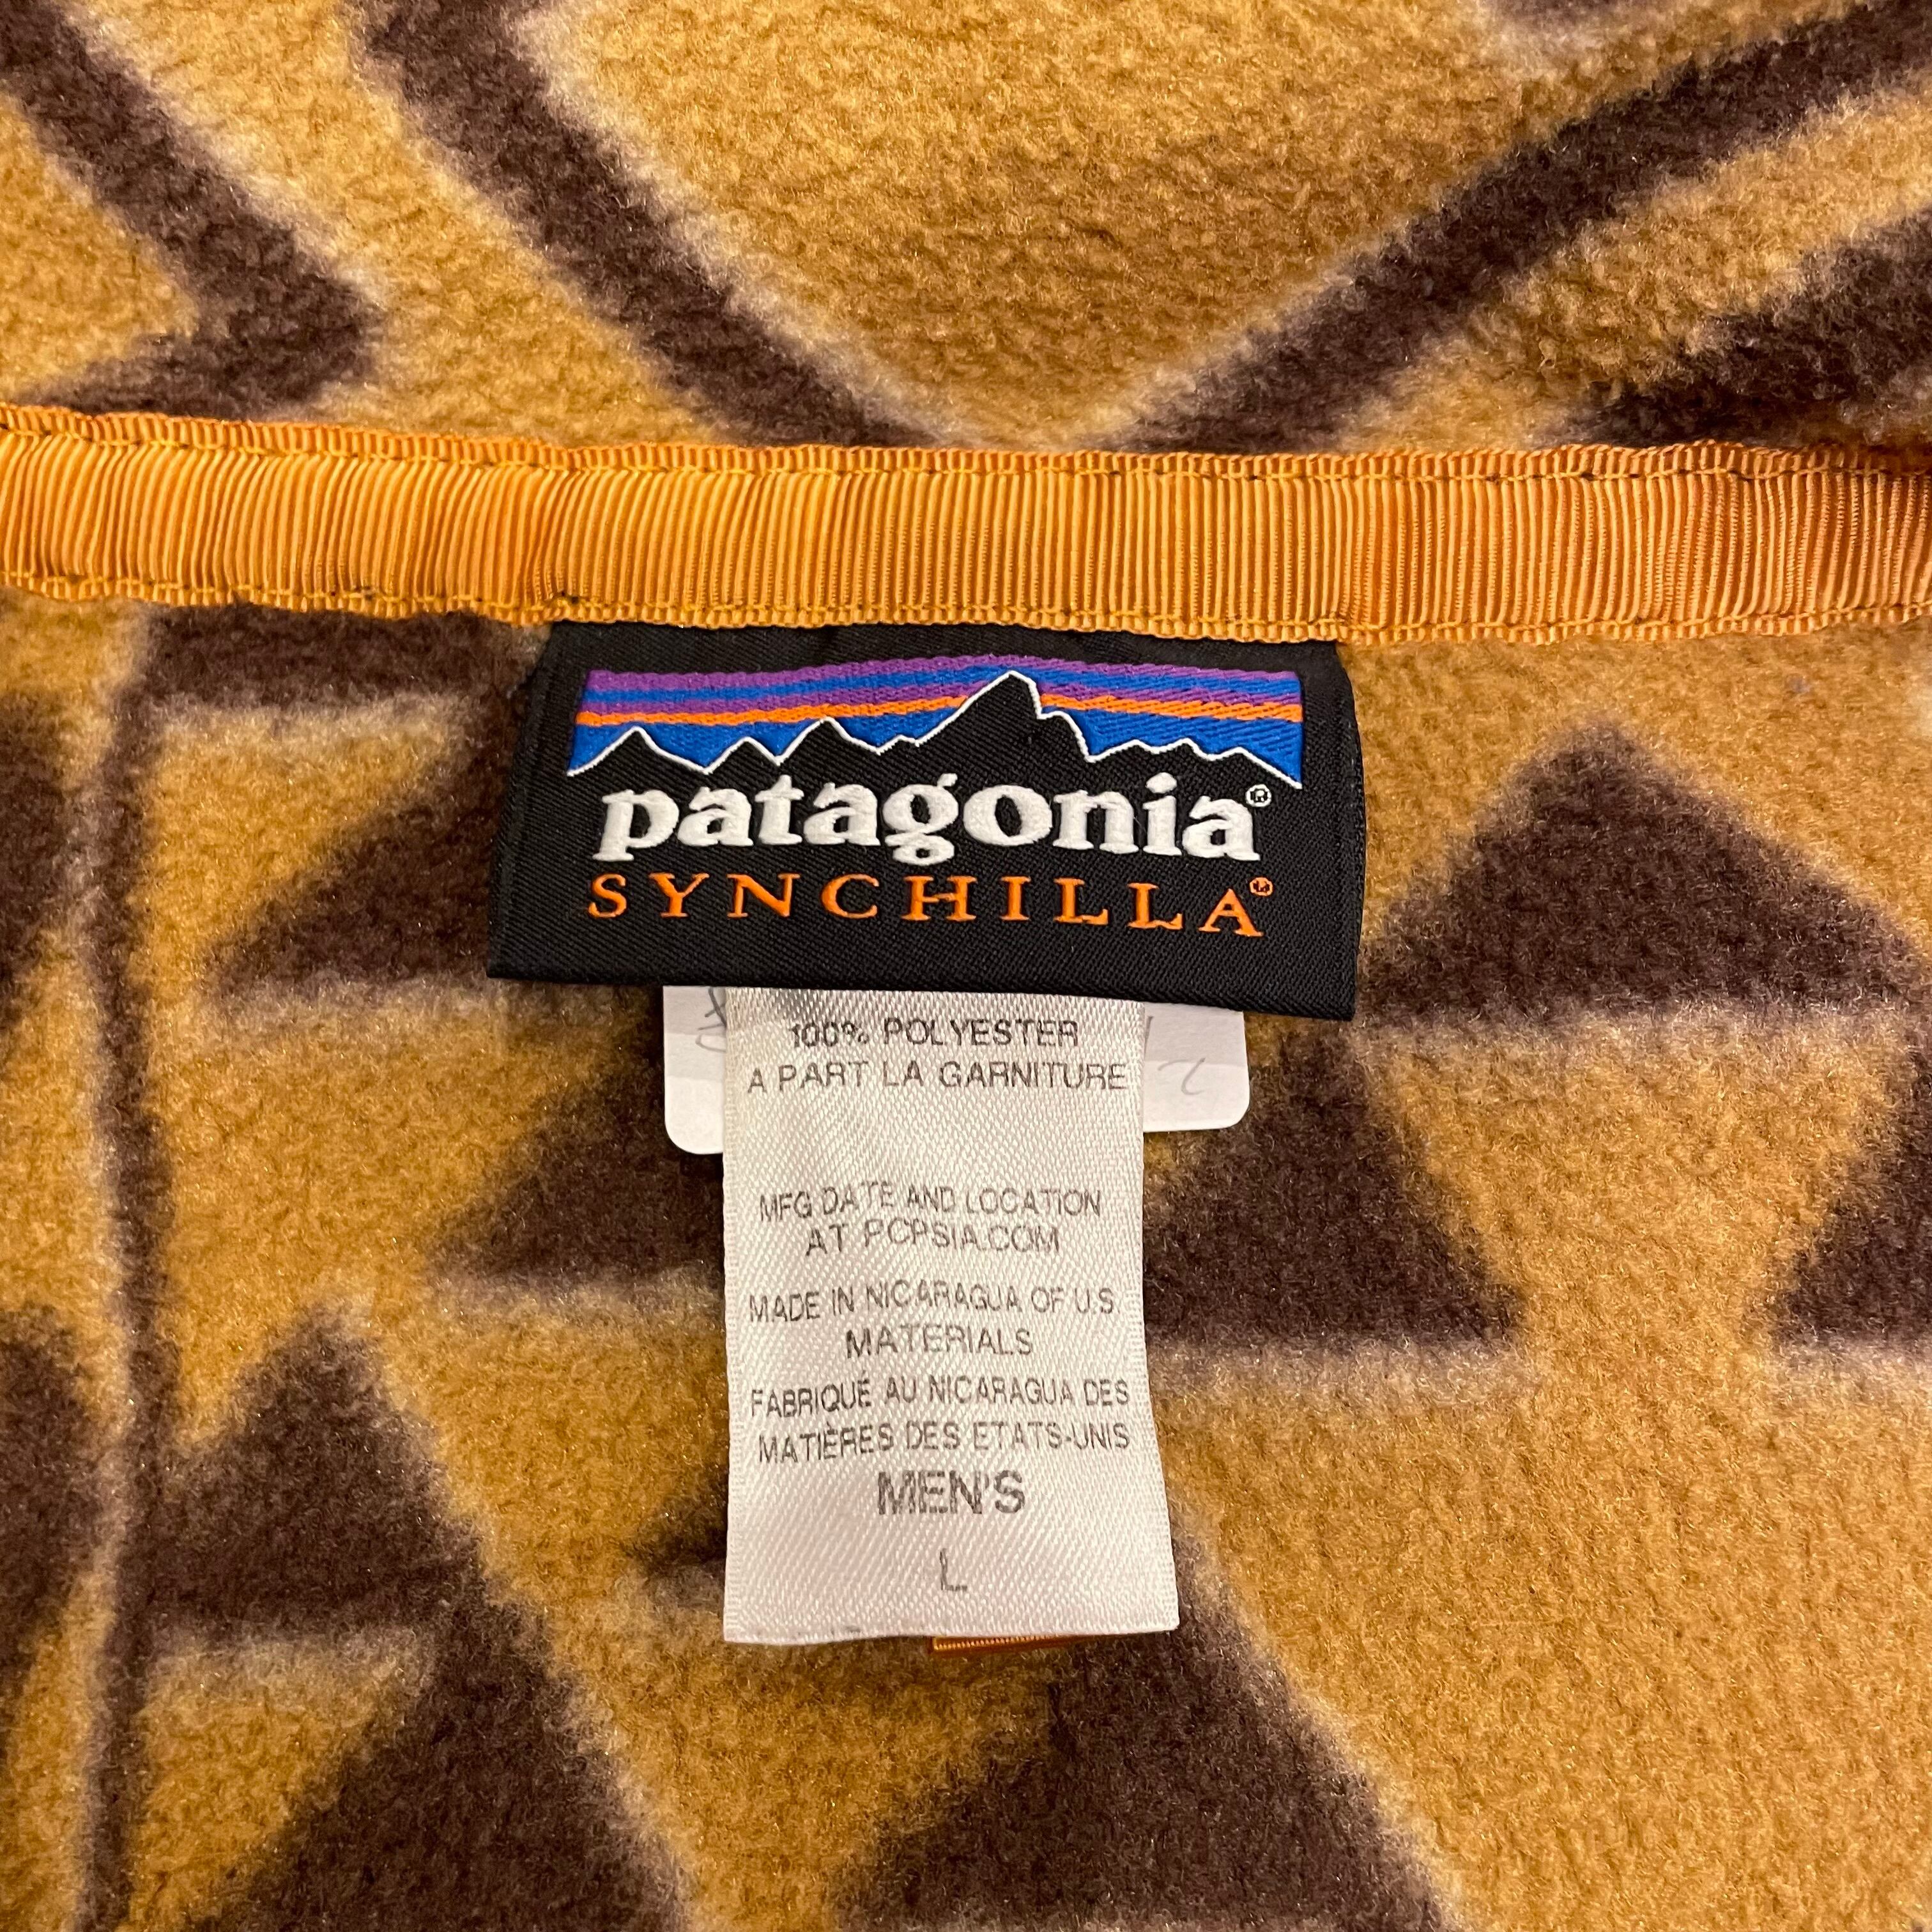 patagonia®
SYNCHILLA®
100% POLYESTER
A PART LA GARNITURE
MFG DATE AND LOCATION
AT PCPSIA.COM
MADE IN NICARAGUA OF U.S.
MATERIALS
FABRIQUÉ AU NICARAGUA DES
MATIÈRES DES ETATS-UNIS
MEN'S
L